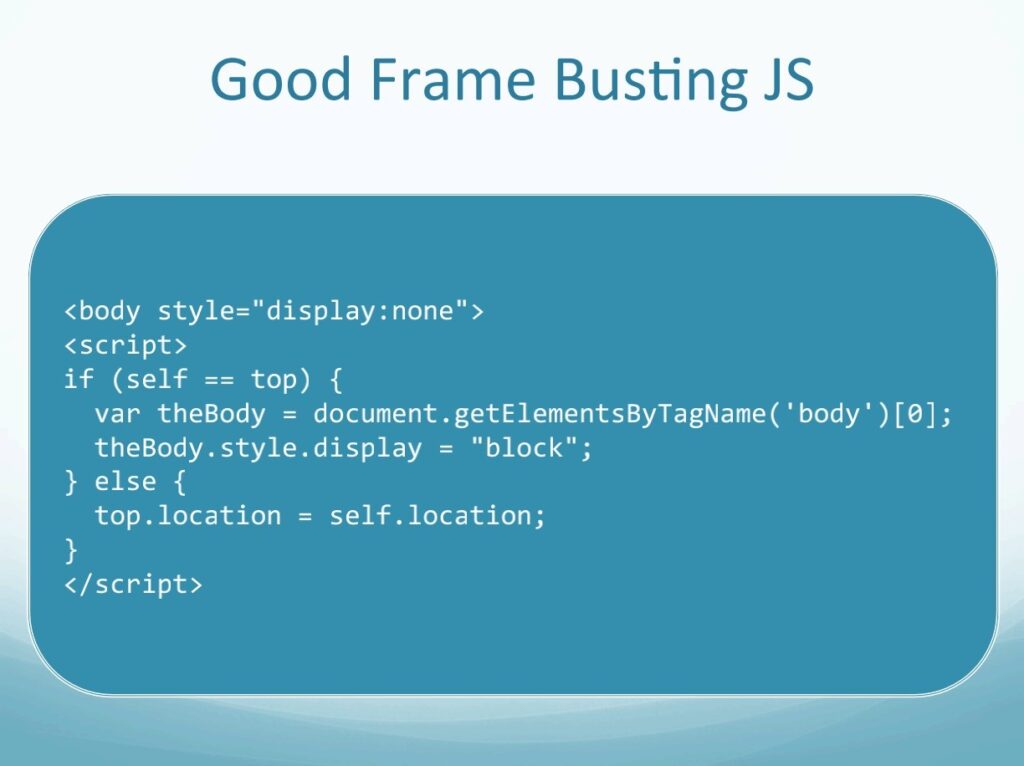 Good Frame Busting JS
<body style="display:none">
<script>
if (self == top) {
  var theBody = document.getElementsByTagName('body')[0];
  theBody.style.display = "block";
} else {
  top.location = self.location;
}
</script>